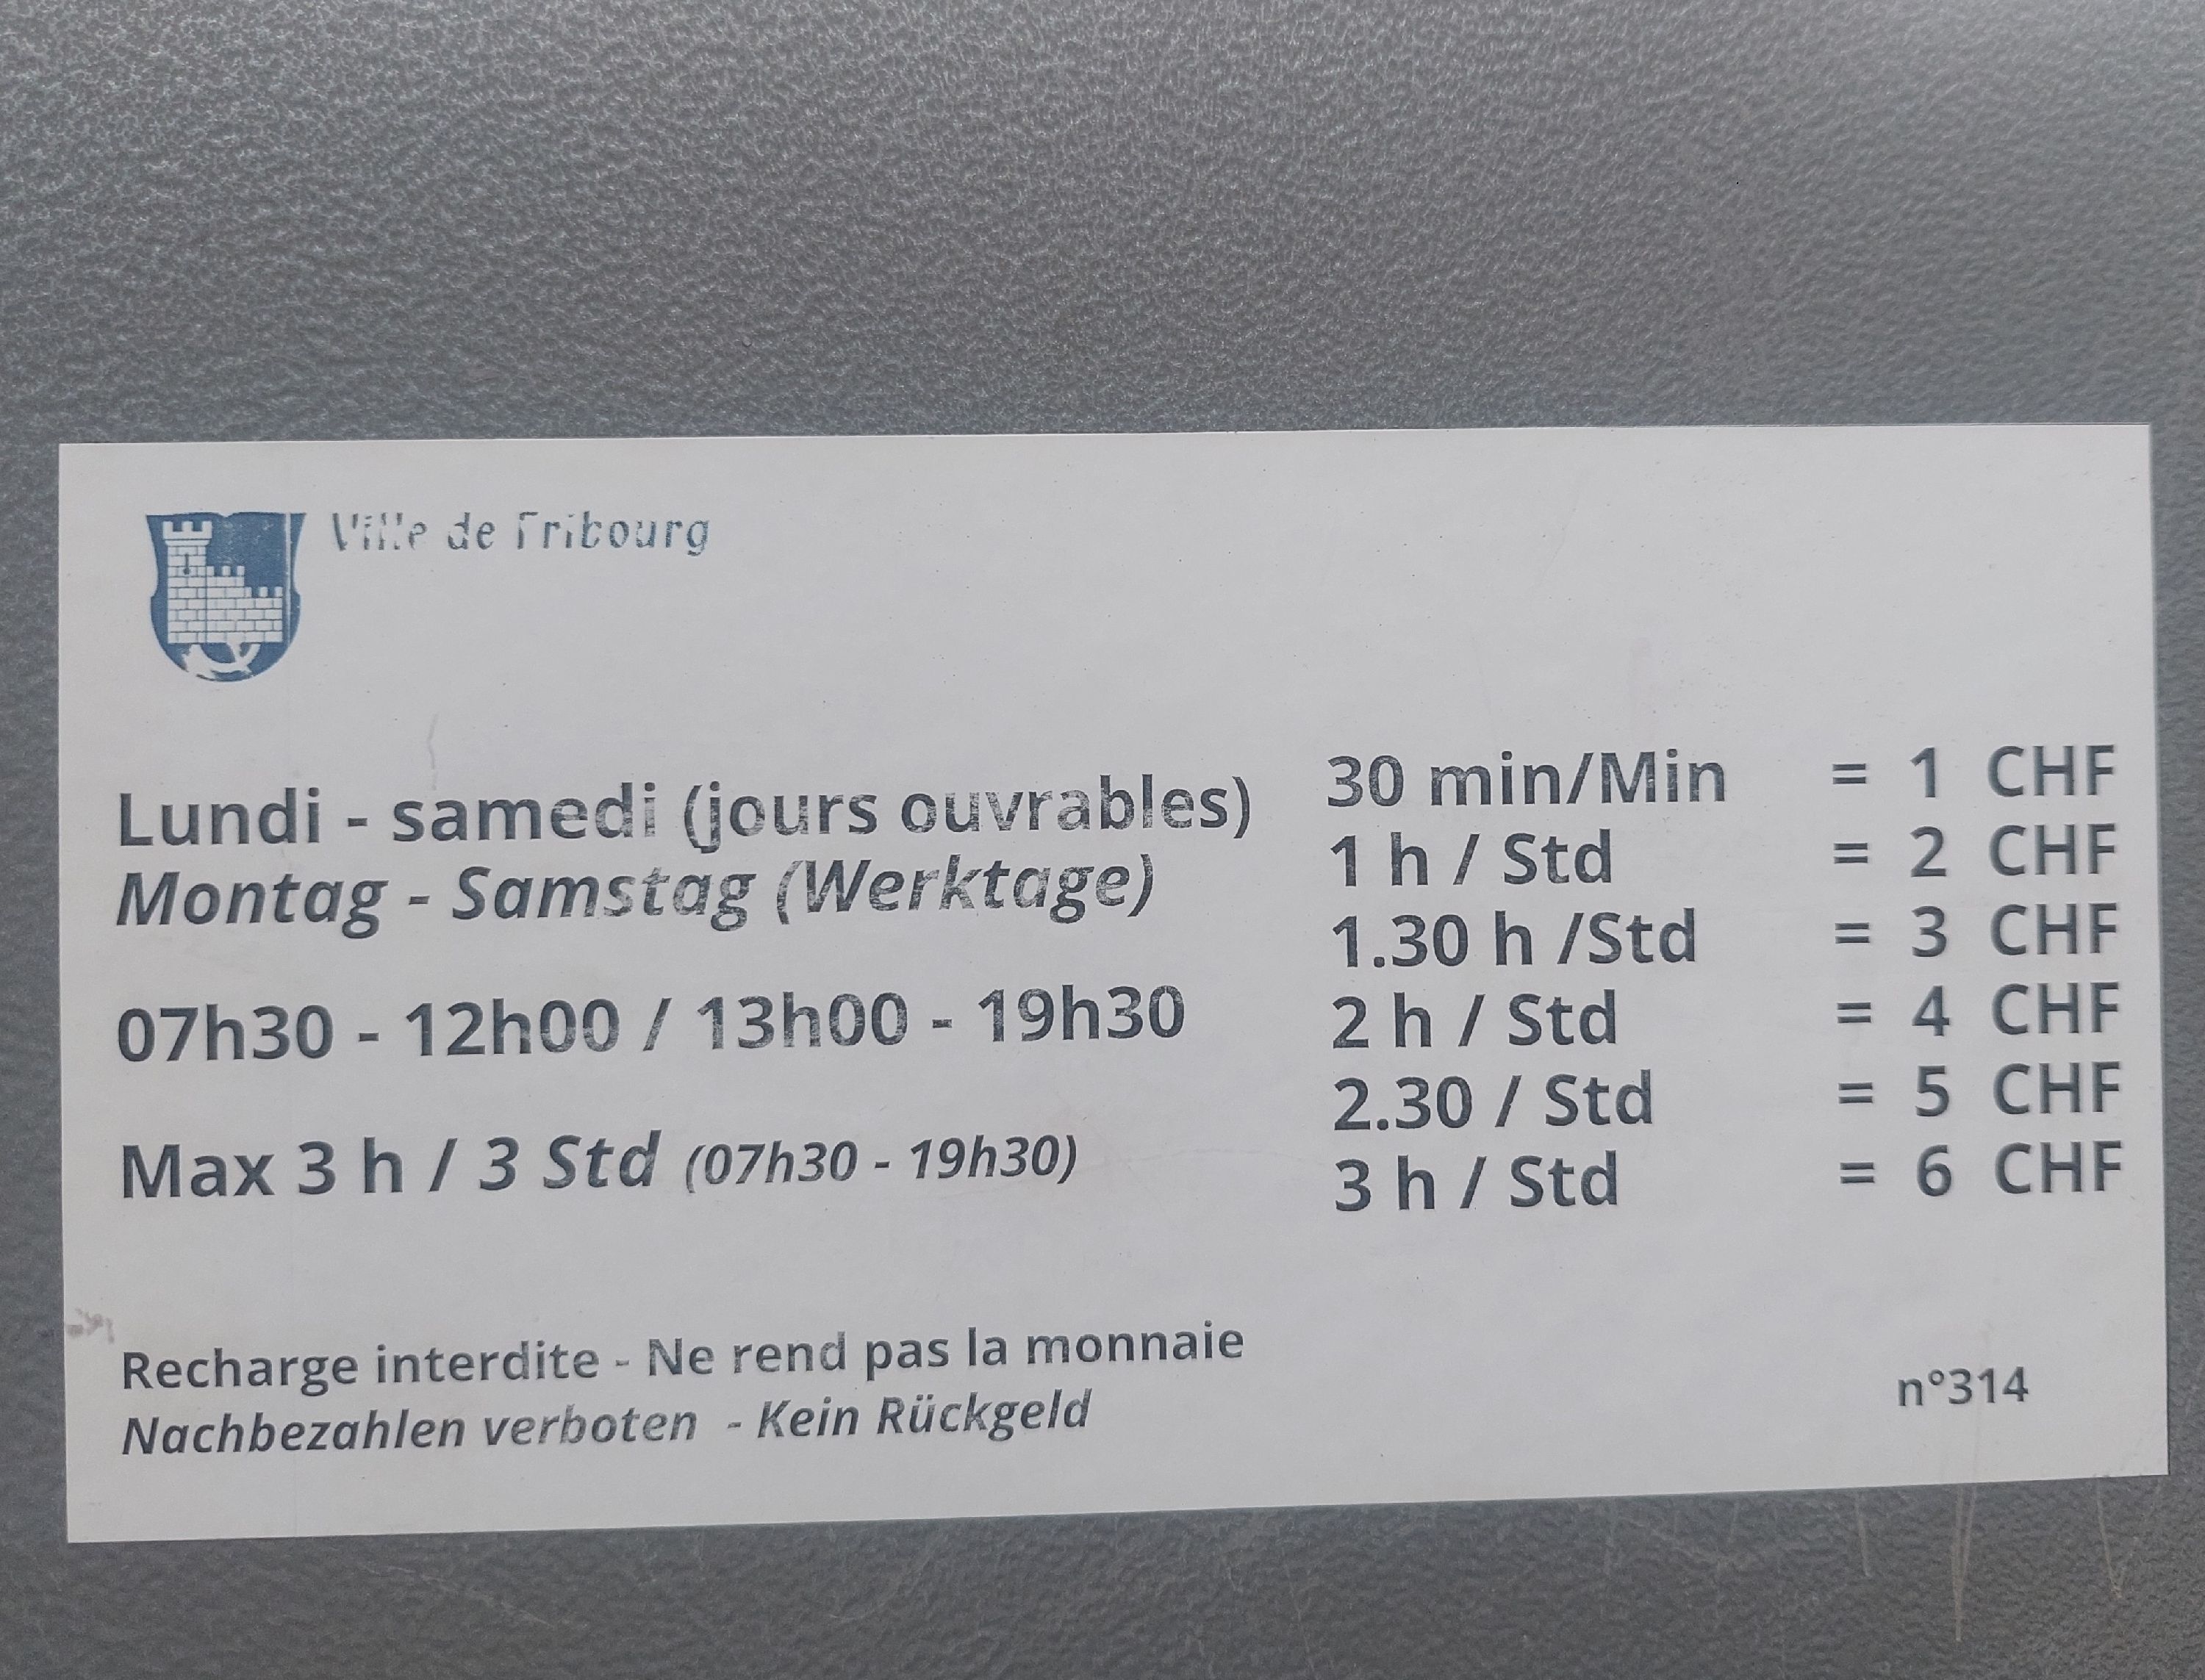 Ville de Fribourg
Lundi - samedi (jours ouvrables)
Montag - Samstag (Werktage)
07h30 - 12h00 / 13h00 - 19h30
Max 3 h / 3 Std (07h30 - 19h30)
30 min/Min = 1 CHF
1 h / Std = 2 CHF
1.30 h /Std = 3 CHF
2 h / Std = 4 CHF
2.30 / Std = 5 CHF
3 h / Std = 6 CHF
Recharge interdite - Ne rend pas la monnaie
Nachbezahlen verboten - Kein Rückgeld
n°314